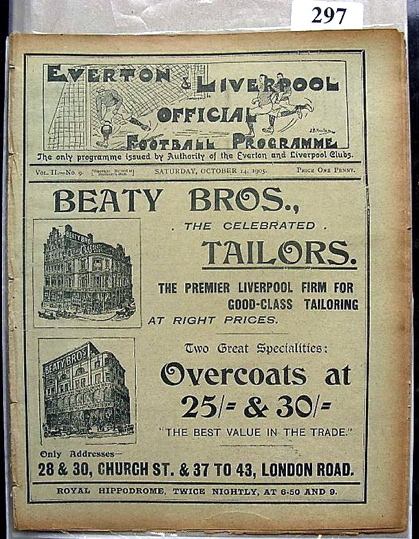 297
EVERTON & LIVERPOOL
OFFICIAL
FOOTBALL PROGRAMME
The only programme issued by Authority of the Everton and Liverpool Clubs.
VOL. II.—No. 9. SATURDAY, OCTOBER 14, 1905. PRICE ONE PENNY.
BEATY BROS.,
. THE CELEBRATED .
TAILORS.
THE PREMIER LIVERPOOL FIRM FOR
GOOD-CLASS TAILORING
AT RIGHT PRICES.
BEATY BROS
Two Great Specialities:
Overcoats at
25/= & 30/=
"THE BEST VALUE IN THE TRADE."
Only Addresses—
28 & 30, CHURCH ST. & 37 TO 43, LONDON ROAD.
ROYAL HIPPODROME, TWICE NIGHTLY, AT 6-50 AND 9.